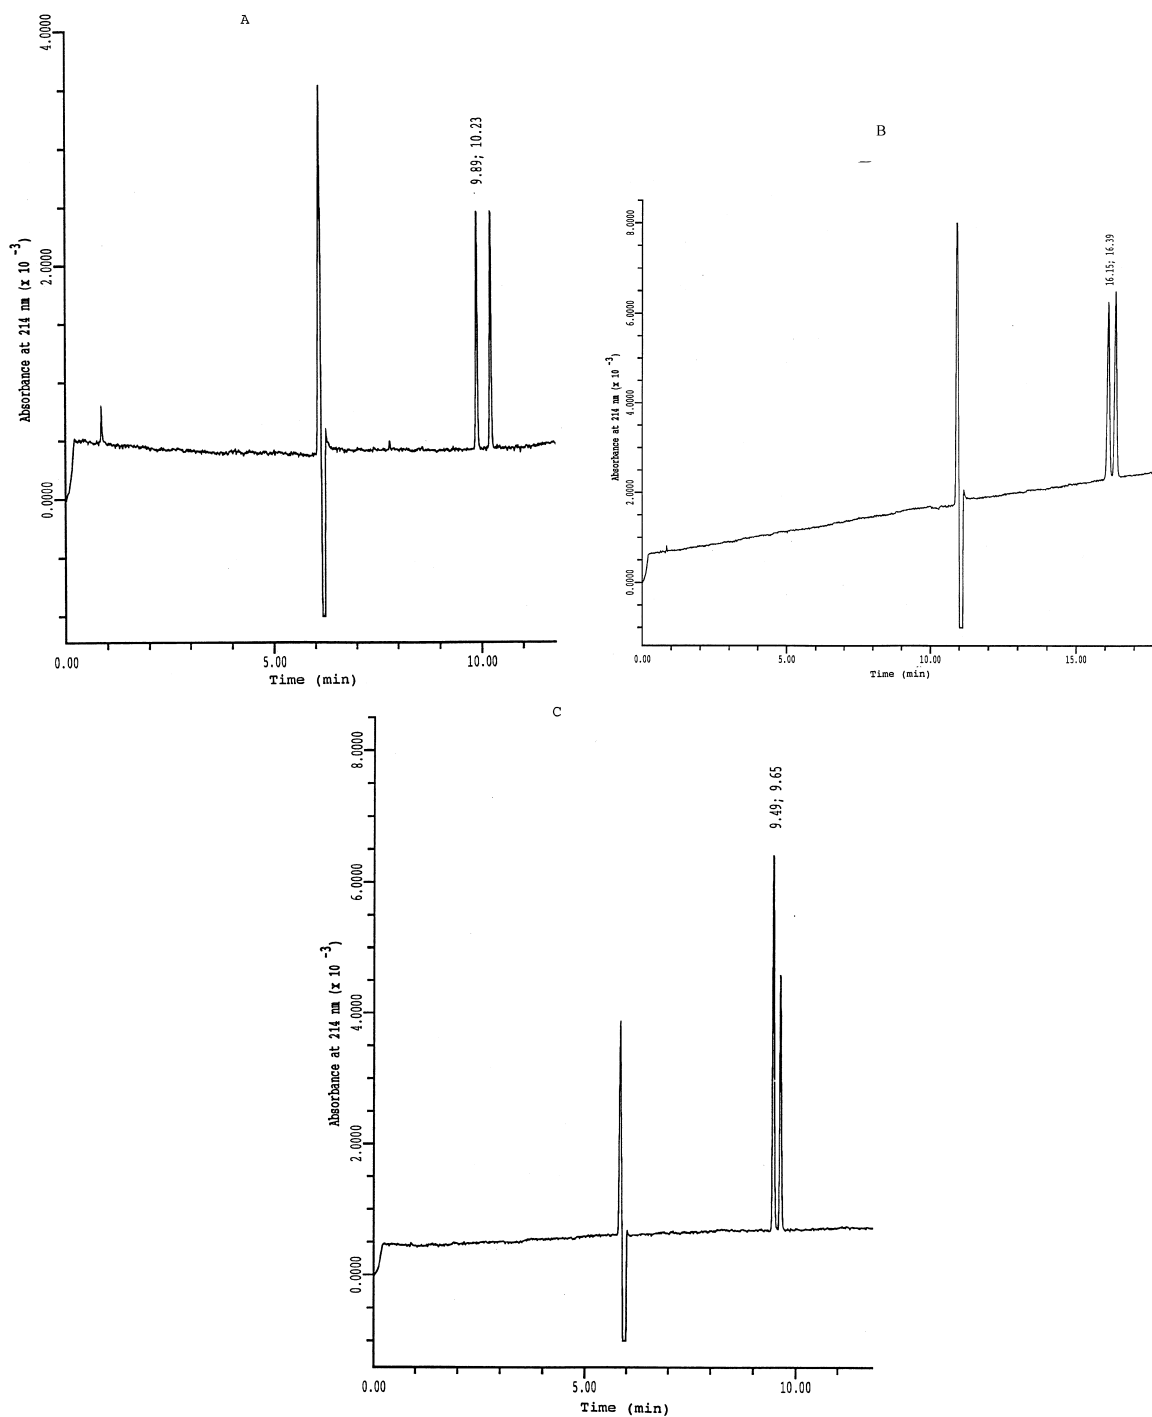 A
4.0000
2.0000
0.0000
Absorbance at 214 nm (x 10 -3)
9.89; 10.23
0.00 5.00 10.00
Time (min)
B
8.0000
6.0000
4.0000
2.0000
0.0000
Absorbance at 214 nm (x 10 -3)
16.15; 16.39
0.00 5.00 10.00 15.00
Time (min)
C
8.0000
6.0000
4.0000
2.0000
0.0000
Absorbance at 214 nm (x 10 -3)
9.49; 9.65
0.00 5.00 10.00
Time (min)